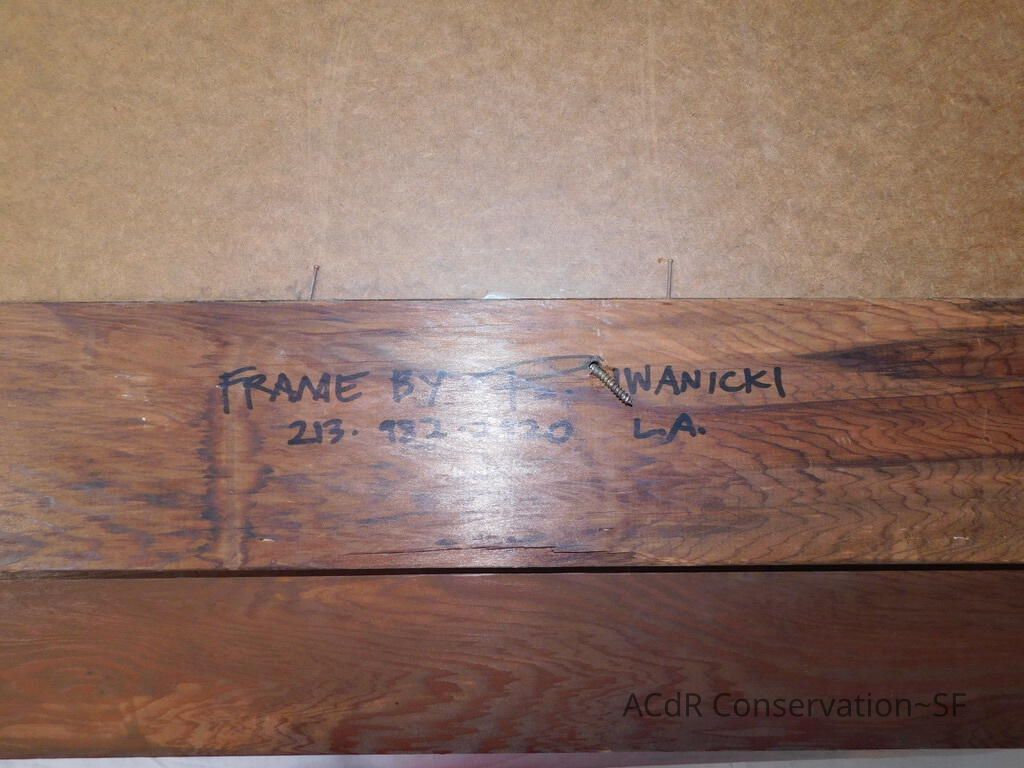 FRAME BY R. IWANICKI
213. L.A.
ACdR Conservation~SF